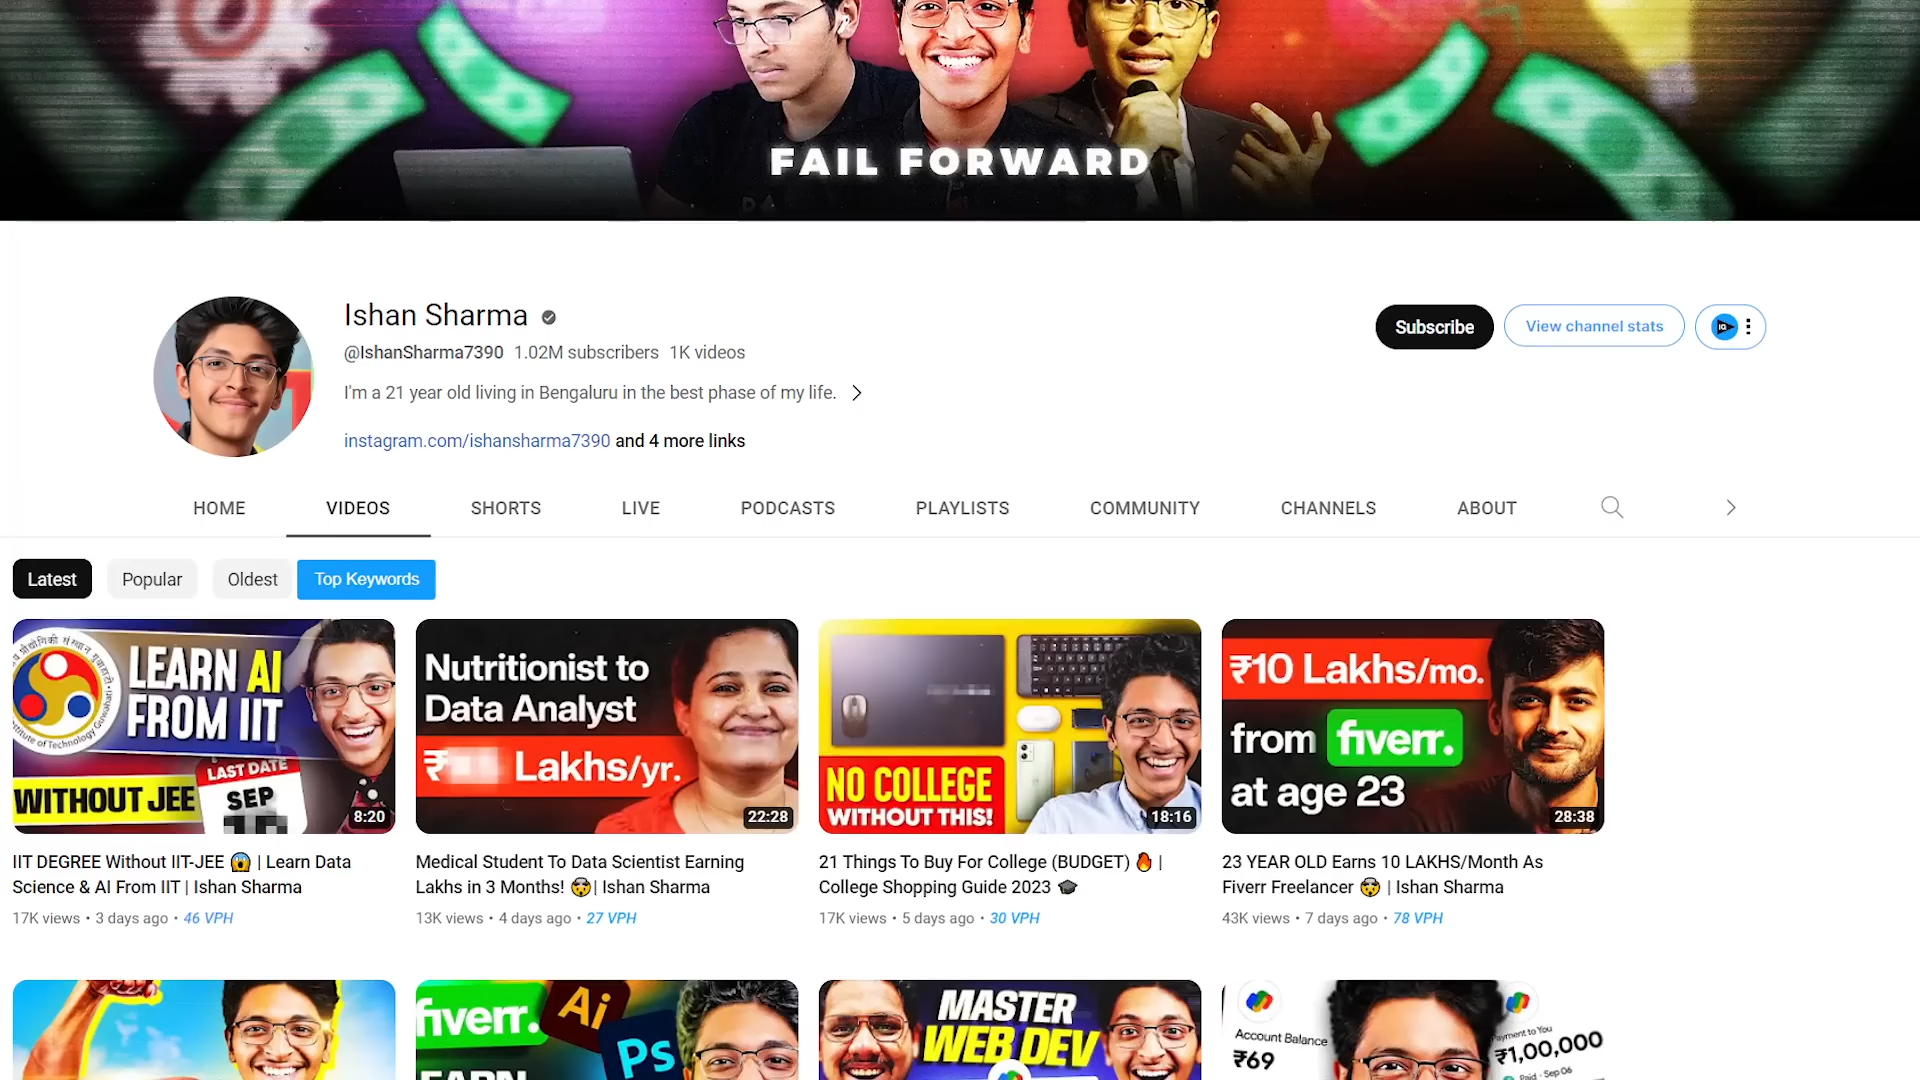 FAIL FORWARD
Ishan Sharma
@IshanSharma7390 1.02M subscribers 1K videos
I'm a 21 year old living in Bengaluru in the best phase of my life.
instagram.com/ishansharma7390 and 4 more links
Subscribe
View channel stats
IQ
HOME
VIDEOS
SHORTS
LIVE
PODCASTS
PLAYLISTS
COMMUNITY
CHANNELS
ABOUT
Latest
Popular
Oldest
Top Keywords
LEARN AI
FROM IIT
WITHOUT JEE
LAST DATE
SEP
8:20
Nutritionist to
Data Analyst
₹ Lakhs/yr.
22:28
NO COLLEGE
WITHOUT THIS!
18:16
₹10 Lakhs/mo.
from fiverr.
at age 23
28:38
IIT DEGREE Without IIT-JEE 😱 | Learn Data
Science & AI From IIT | Ishan Sharma
17K views • 3 days ago • 46 VPH
Medical Student To Data Scientist Earning
Lakhs in 3 Months! 🤯| Ishan Sharma
13K views • 4 days ago • 27 VPH
21 Things To Buy For College (BUDGET) 🔥 |
College Shopping Guide 2023 🎓
17K views • 5 days ago • 30 VPH
23 YEAR OLD Earns 10 LAKHS/Month As
Fiverr Freelancer 🤯 | Ishan Sharma
43K views • 7 days ago • 78 VPH
fiverr.
Ai
Ps
EARN
MASTER
WEB DEV
Account Balance
₹69
Payment to You
₹1,00,000
Paid - Sep 06